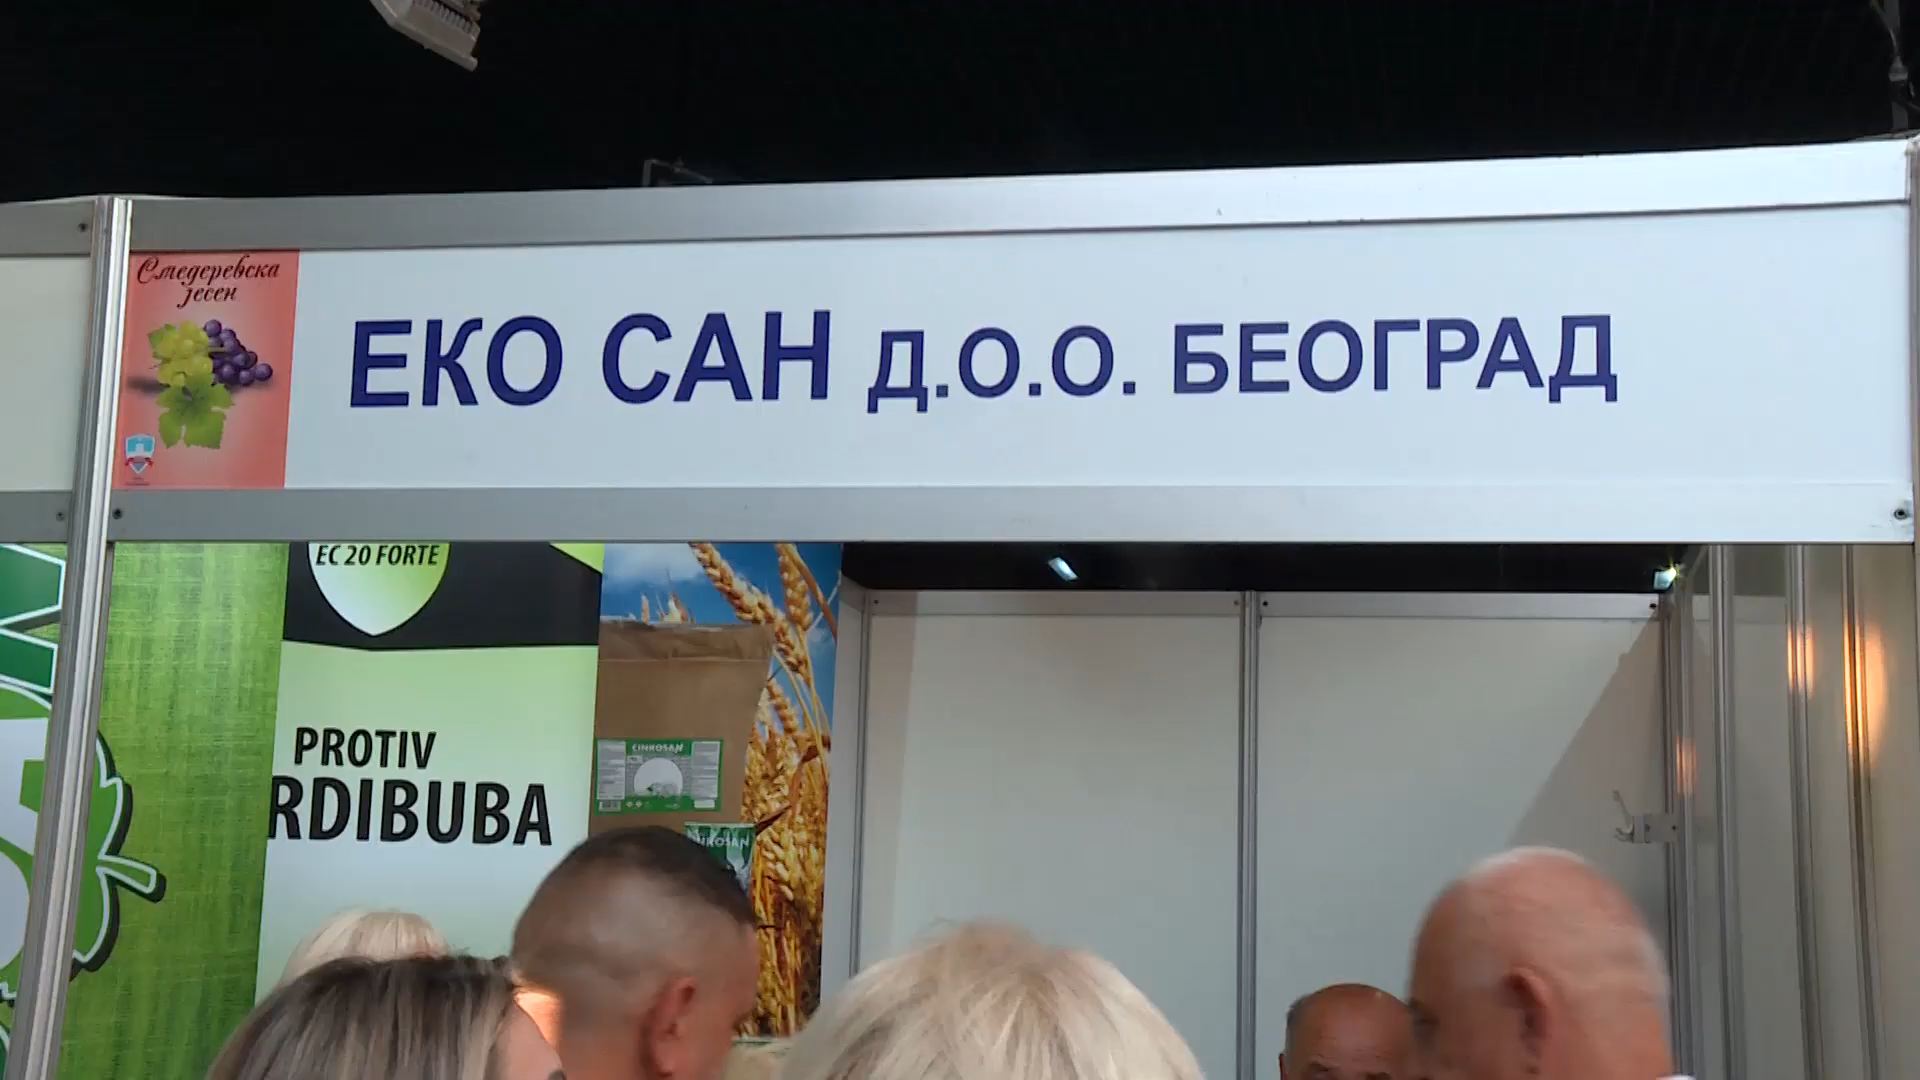 Смедеревска
јесен
ЕКО САН Д.О.О. БЕОГРАД
EC 20 FORTE
PROTIV
RDIBUBA
CINKOSAN